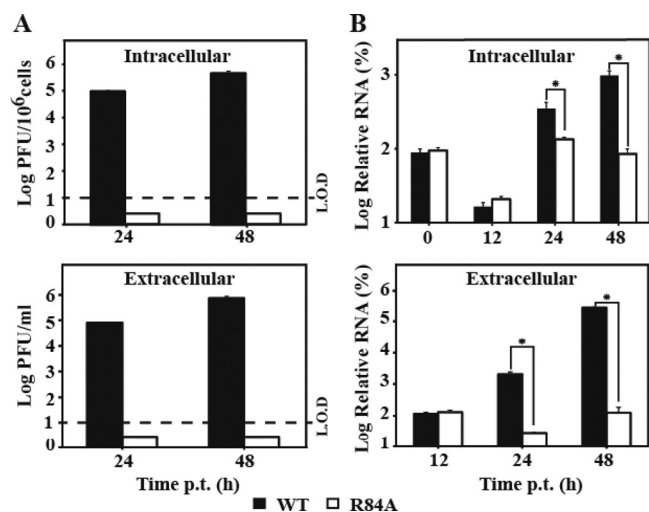 A
Intracellular
Log PFU/10⁶cells
6
5
4
3
2
1
0
L.O.D
24
48
Extracellular
Log PFU/ml
6
5
4
3
2
1
0
L.O.D
24
48
Time p.t. (h)
B
Intracellular
Log Relative RNA (%)
3
2
1
*
*
0
12
24
48
Extracellular
Log Relative RNA (%)
6
5
4
3
2
1
*
*
12
24
48
Time p.t. (h)
WT R84A